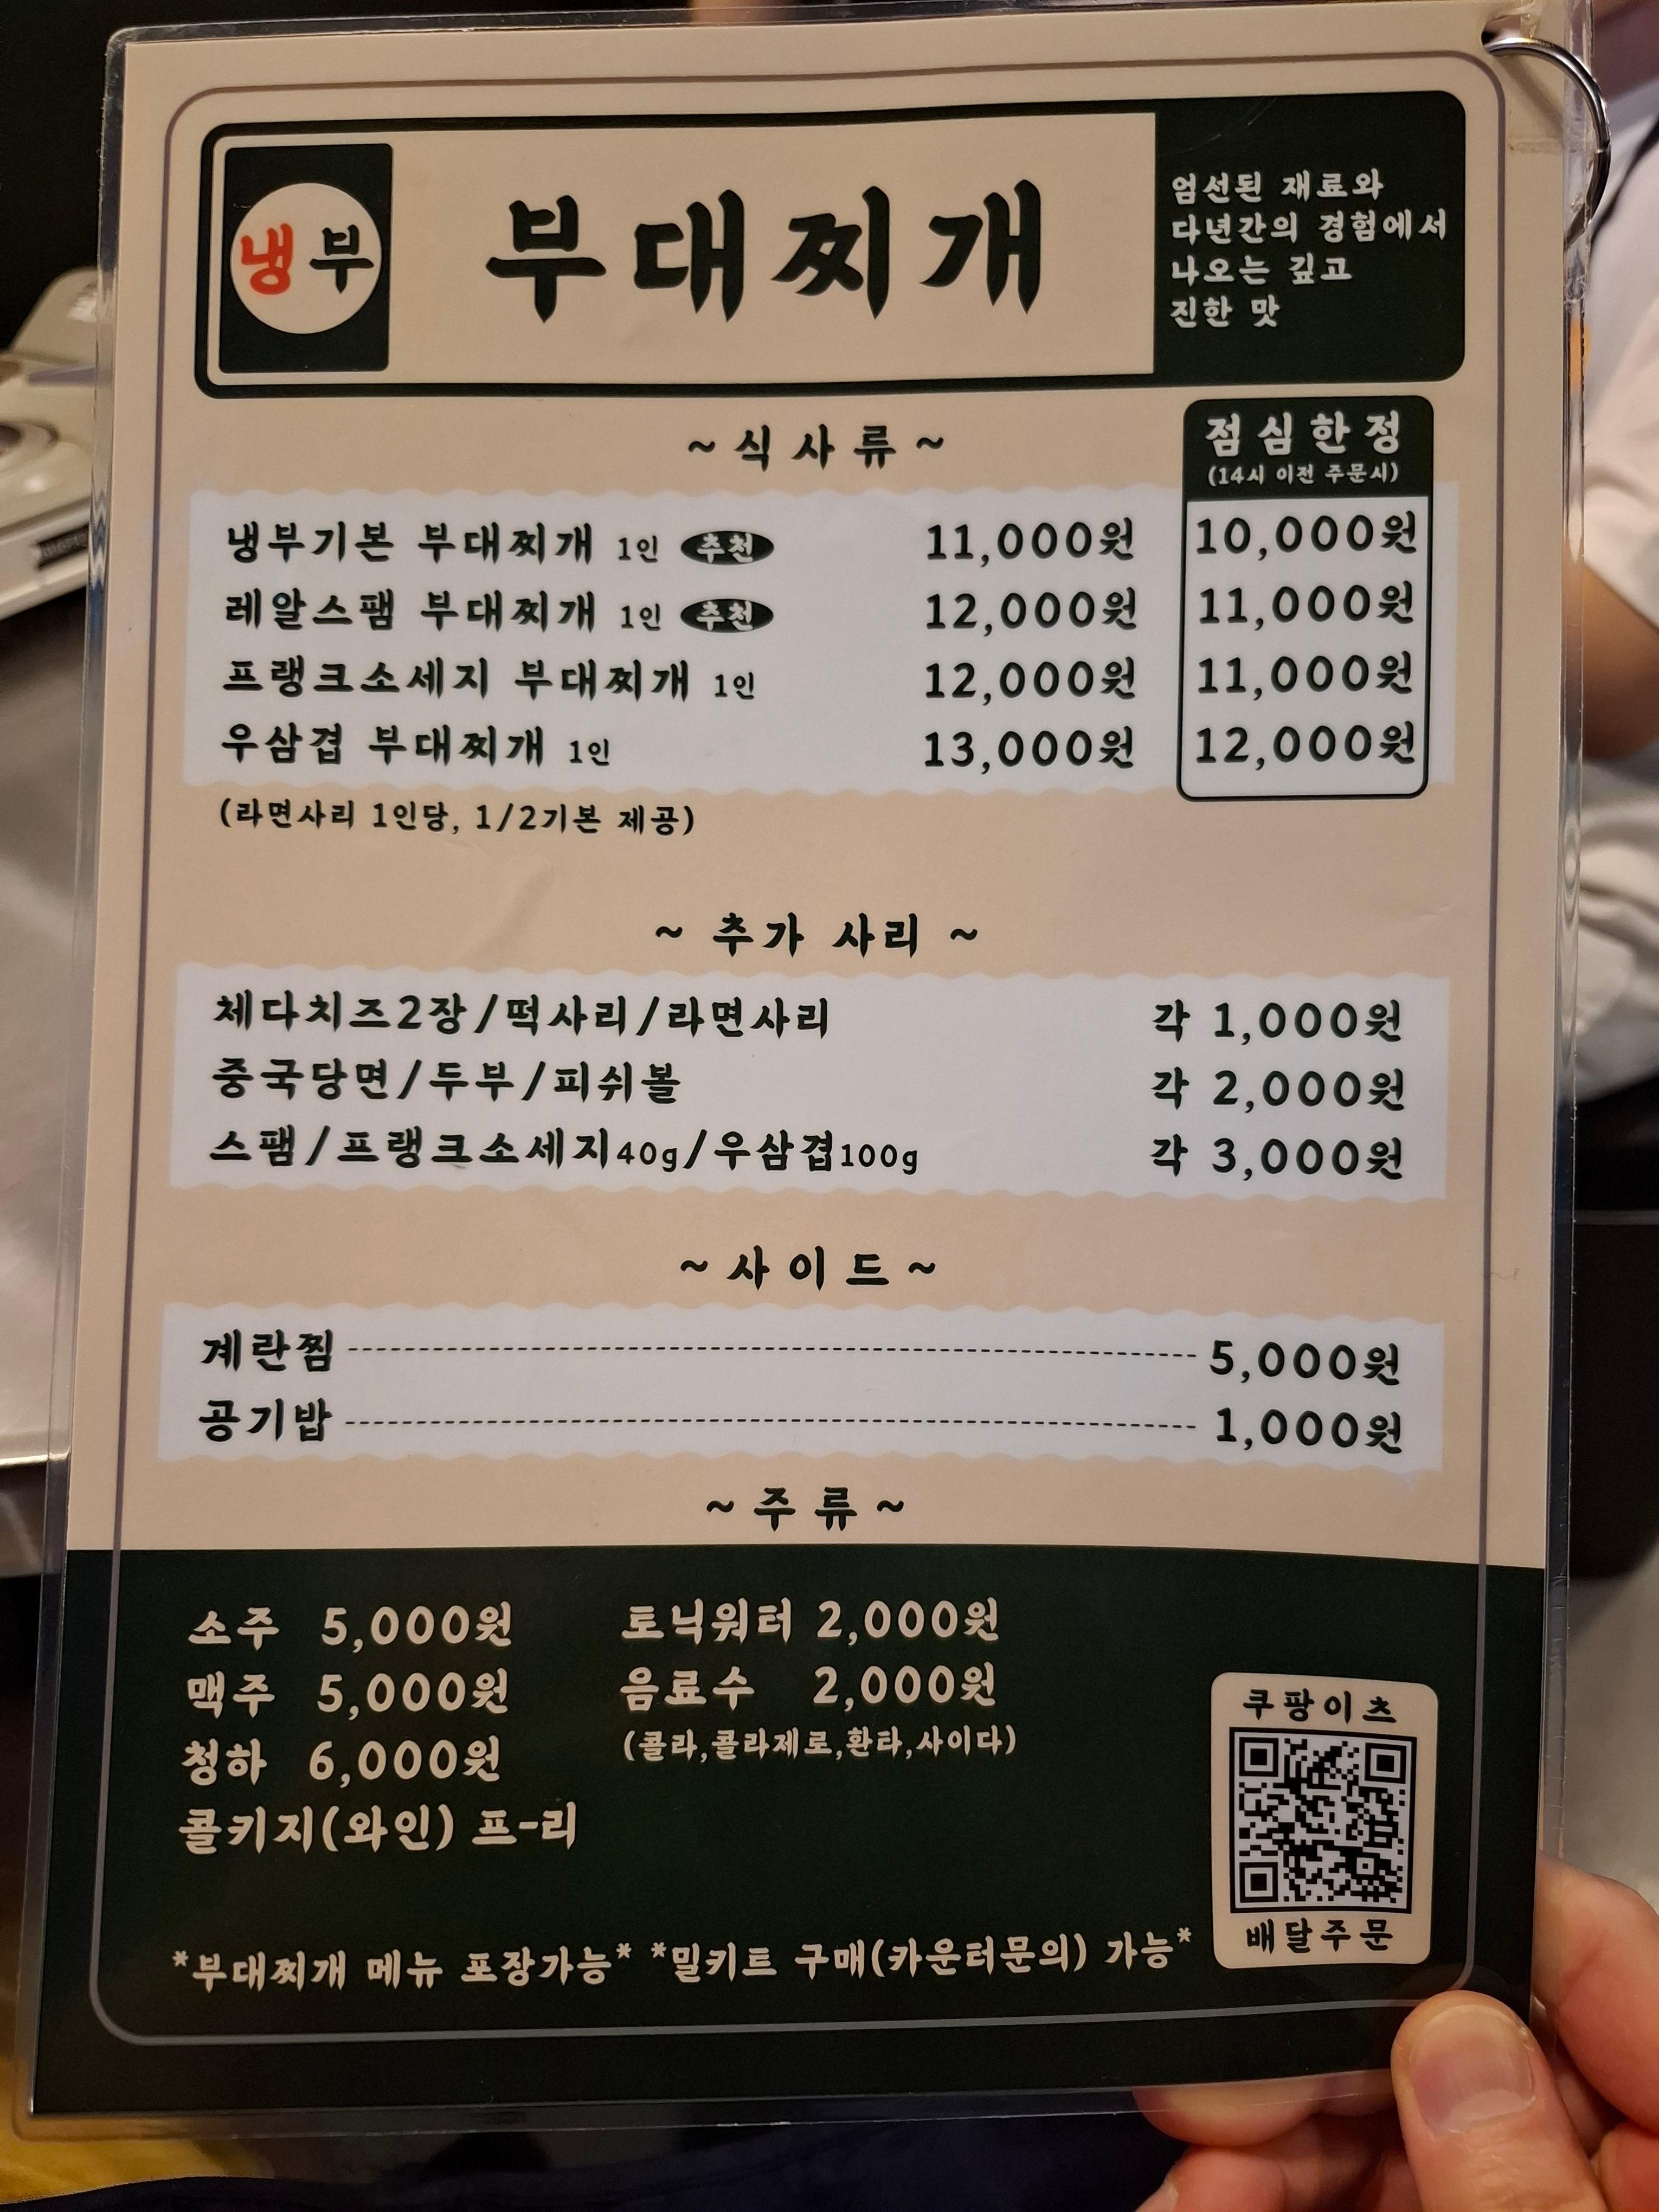 냉부
부대찌개
엄선된 재료와
다년간의 경험에서
나오는 깊고
진한 맛
~식사류~
점심한정
(14시 이전 주문시)
냉부기본 부대찌개 1인 추천 11,000원 10,000원
레알스팸 부대찌개 1인 추천 12,000원 11,000원
프랭크소세지 부대찌개 1인 12,000원 11,000원
우삼겹 부대찌개 1인 13,000원 12,000원
(라면사리 1인당, 1/2기본 제공)
~ 추가 사리 ~
체다치즈2장/떡사리/라면사리 각 1,000원
중국당면/두부/피쉬볼 각 2,000원
스팸/프랭크소세지40g/우삼겹100g 각 3,000원
~사이드~
계란찜 5,000원
공기밥 1,000원
~주류~
소주 5,000원 토닉워터 2,000원
맥주 5,000원 음료수 2,000원
청하 6,000원 (콜라,콜라제로,환타,사이다)
콜키지(와인) 프-리
쿠팡이츠
배달주문
*부대찌개 메뉴 포장가능* *밀키트 구매(카운터문의) 가능*